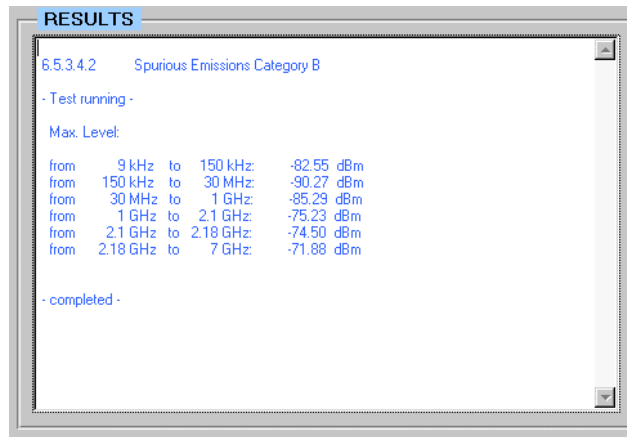 RESULTS
6.5.3.4.2 Spurious Emissions Category B
- Test running -
Max. Level:
from 9 kHz to 150 kHz: -82.55 dBm
from 150 kHz to 30 MHz: -90.27 dBm
from 30 MHz to 1 GHz: -85.29 dBm
from 1 GHz to 2.1 GHz: -75.23 dBm
from 2.1 GHz to 2.18 GHz: -74.50 dBm
from 2.18 GHz to 7 GHz: -71.88 dBm
- completed -